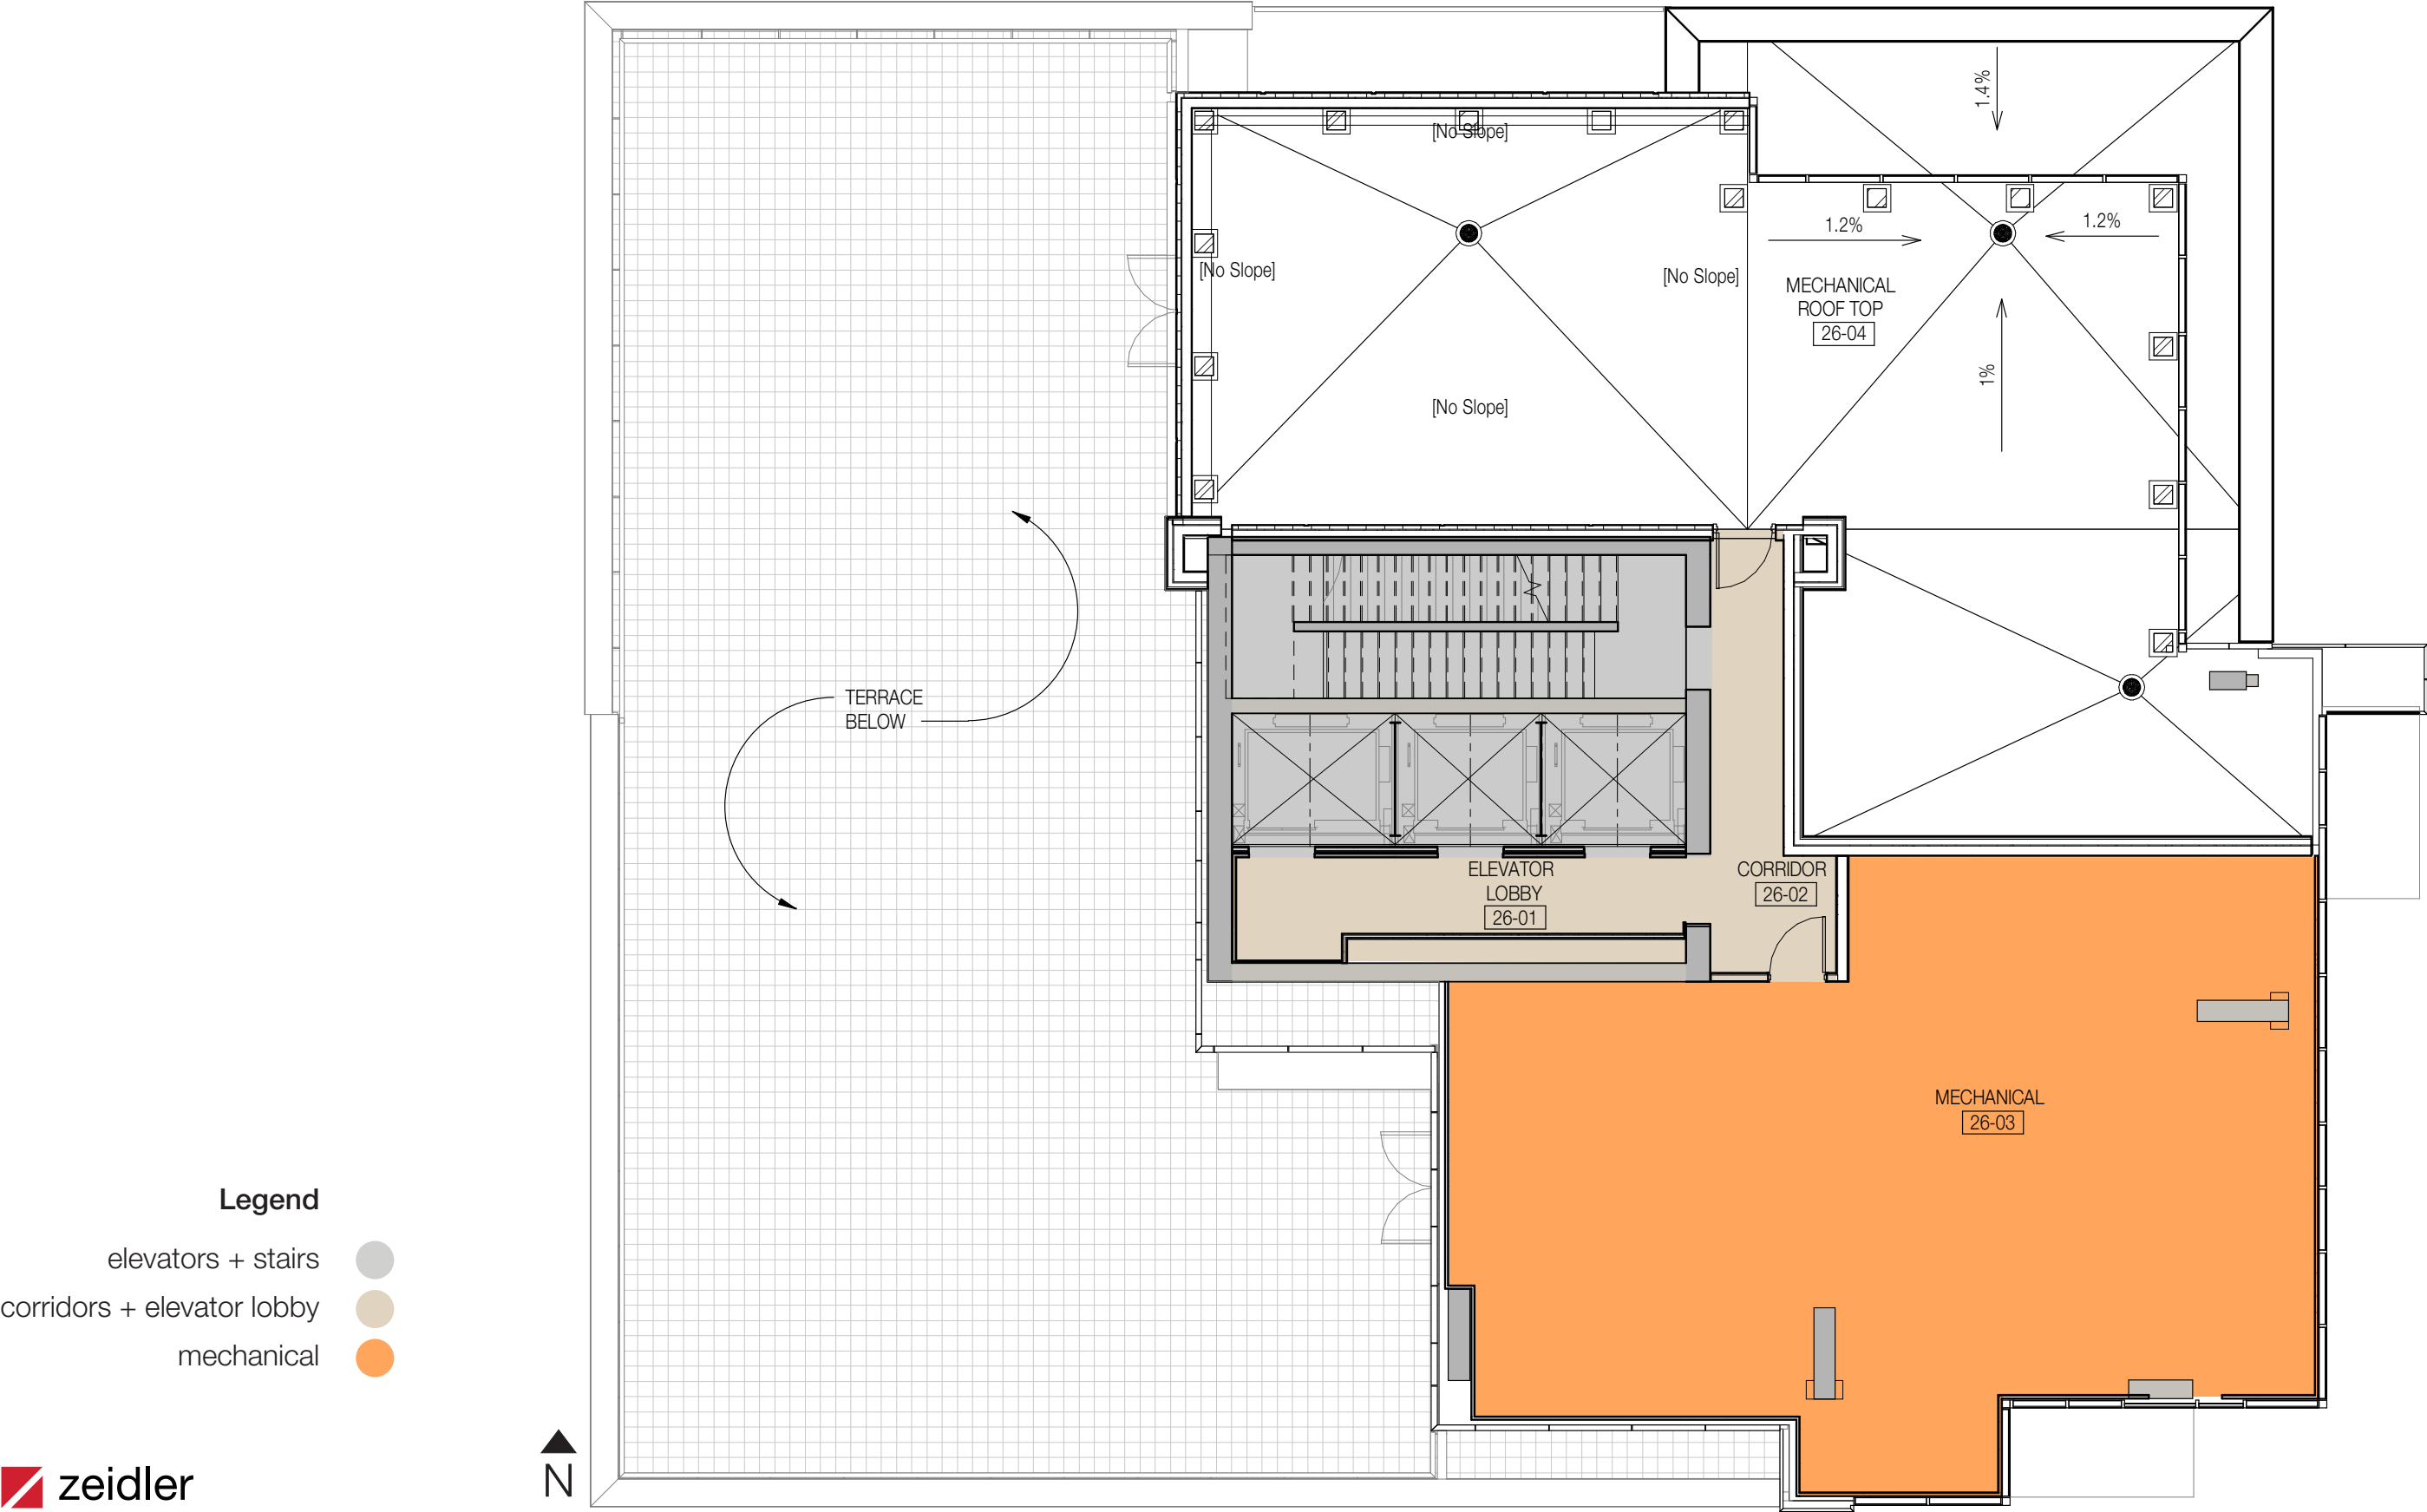 1.4%
[No Slope]
1.2%
1.2%
[No Slope]
[No Slope]
MECHANICAL
ROOF TOP
26-04
1%
[No Slope]
TERRACE
BELOW
ELEVATOR
LOBBY
26-01
CORRIDOR
26-02
MECHANICAL
26-03
Legend
elevators + stairs
corridors + elevator lobby
mechanical
N
zeidler